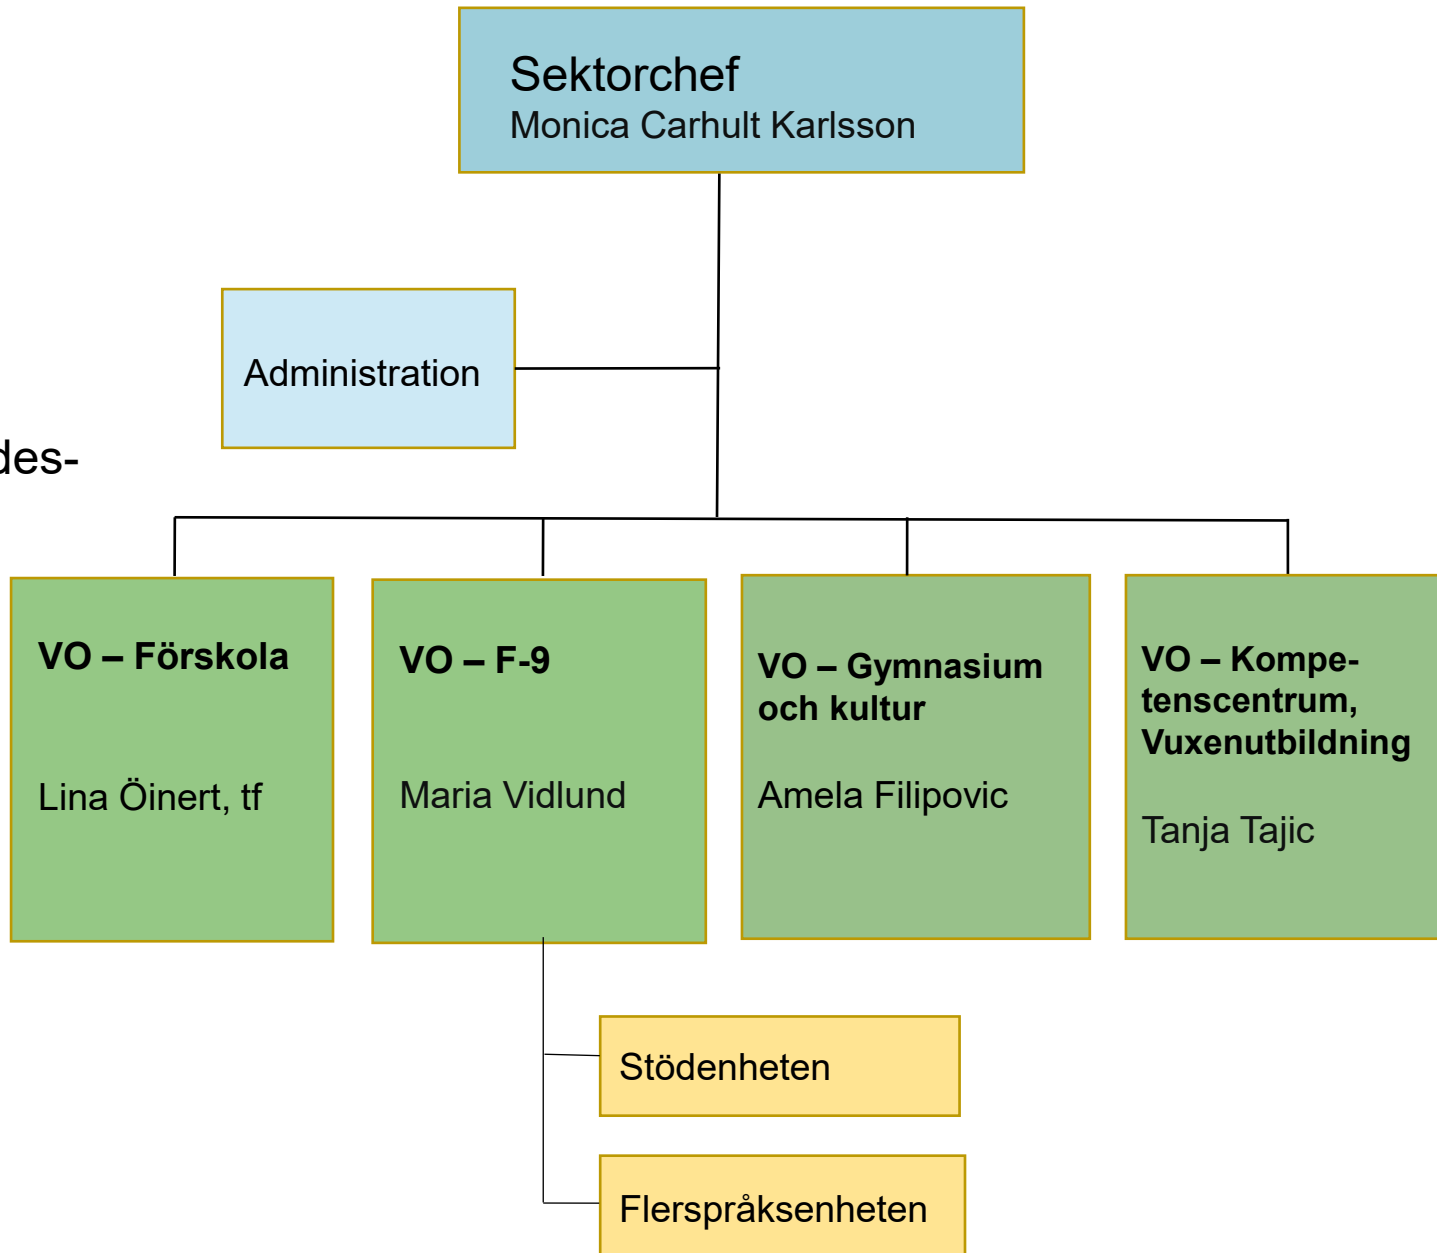 Sektorchef
Monica Carhult Karlsson
Administration
des-
VO – Förskola
Lina Öinert, tf
VO – F-9
Maria Vidlund
VO – Gymnasium
och kultur
Amela Filipovic
VO – Kompe-
tenscentrum,
Vuxenutbildning
Tanja Tajic
Stödenheten
Flerspråksenheten